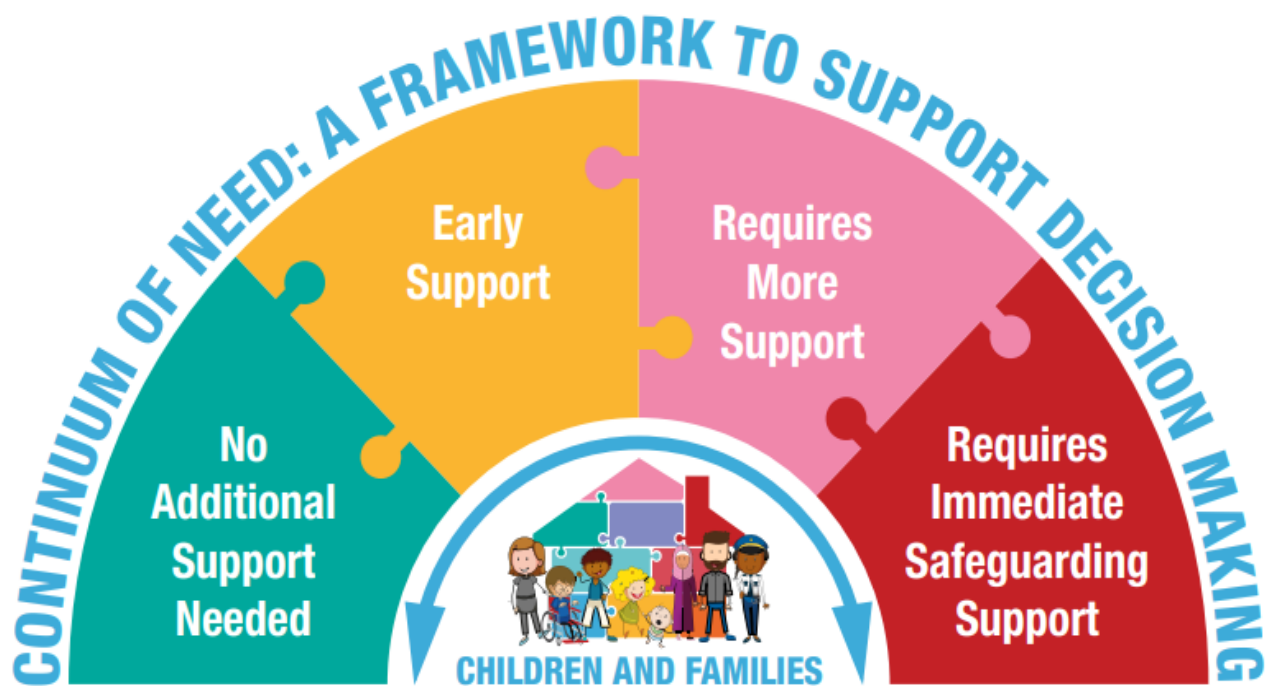 CONTINUUM OF NEED: A FRAMEWORK TO SUPPORT DECISION MAKING
No
Additional
Support
Needed
Early
Support
Requires
More
Support
Requires
Immediate
Safeguarding
Support
CHILDREN AND FAMILIES